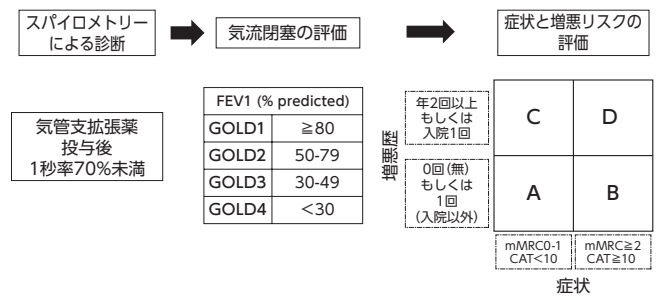 スパイロメトリー
による診断
気流閉塞の評価
症状と増悪リスクの
評価
気管支拡張薬
投与後
1秒率70%未満
FEV1 (% predicted)
GOLD1 ≧80
GOLD2 50-79
GOLD3 30-49
GOLD4 <30
増悪歴
年2回以上
もしくは
入院1回
0回(無)
もしくは
1回
(入院以外)
C D
A B
mMRC0-1
CAT<10
mMRC≧2
CAT≧10
症状